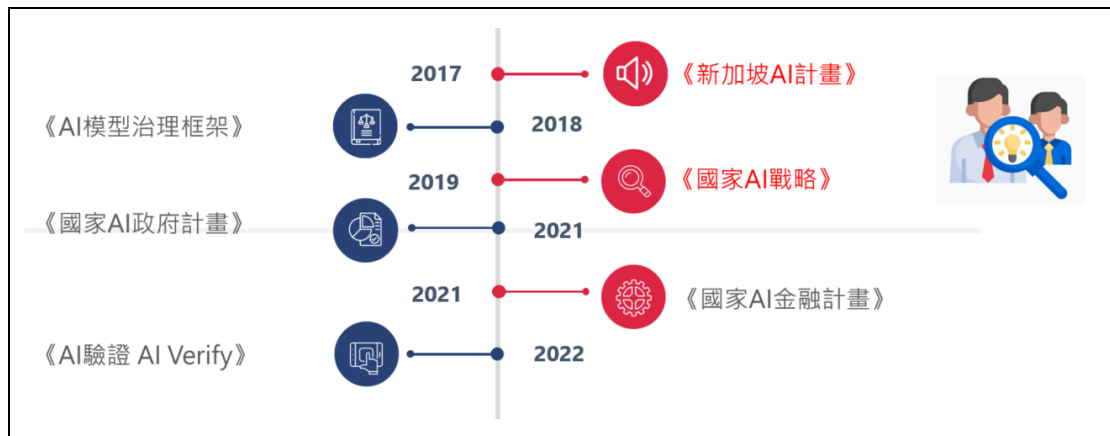 2017
《新加坡AI計畫》
《AI模型治理框架》
2018
2019
《國家AI戰略》
《國家AI政府計畫》
2021
2021
《國家AI金融計畫》
《AI驗證 AI Verify》
2022